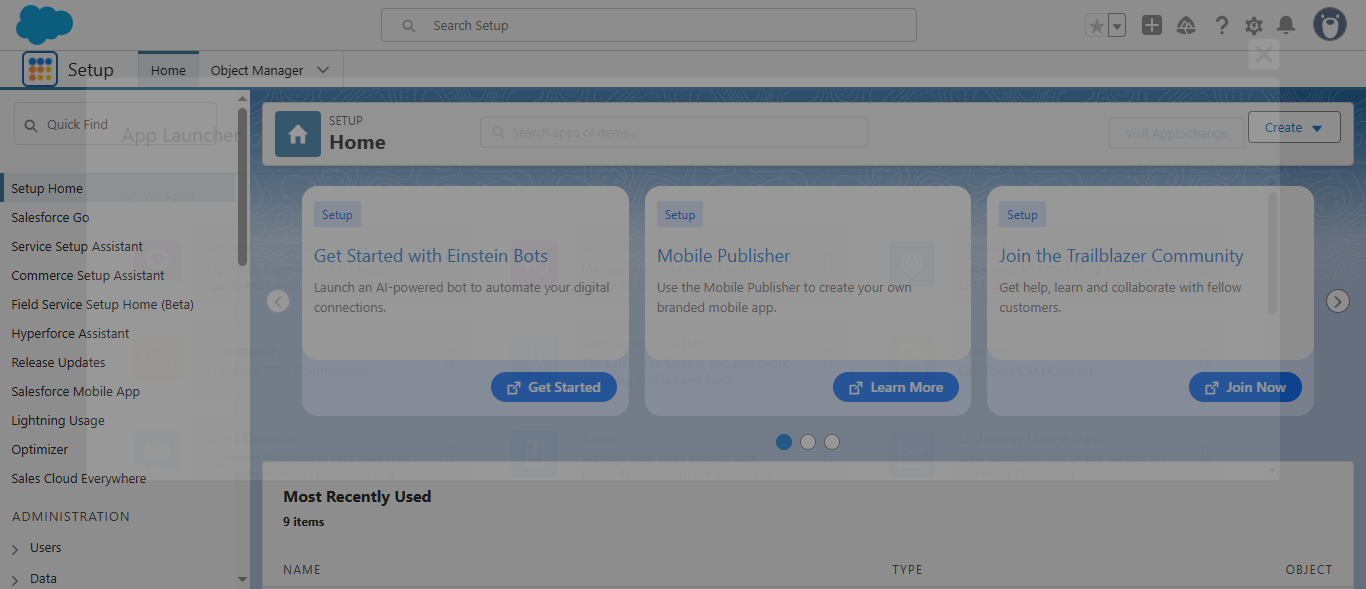 Search Setup
Setup
Home
Object Manager
Quick Find
App Launcher
SETUP
Home
Search apps or items...
Visit AppExchange
Create
Setup Home
Salesforce Go
Service Setup Assistant
Commerce Setup Assistant
Field Service Setup Home (Beta)
Hyperforce Assistant
Release Updates
Salesforce Mobile App
Lightning Usage
Optimizer
Sales Cloud Everywhere
ADMINISTRATION
Users
Data
Setup
Get Started with Einstein Bots
Launch an AI-powered bot to automate your digital
connections.
Get Started
Setup
Mobile Publisher
Use the Mobile Publisher to create your own
branded mobile app.
Learn More
Setup
Join the Trailblazer Community
Get help, learn and collaborate with fellow
customers.
Join Now
Most Recently Used
9 items
NAME
TYPE
OBJECT